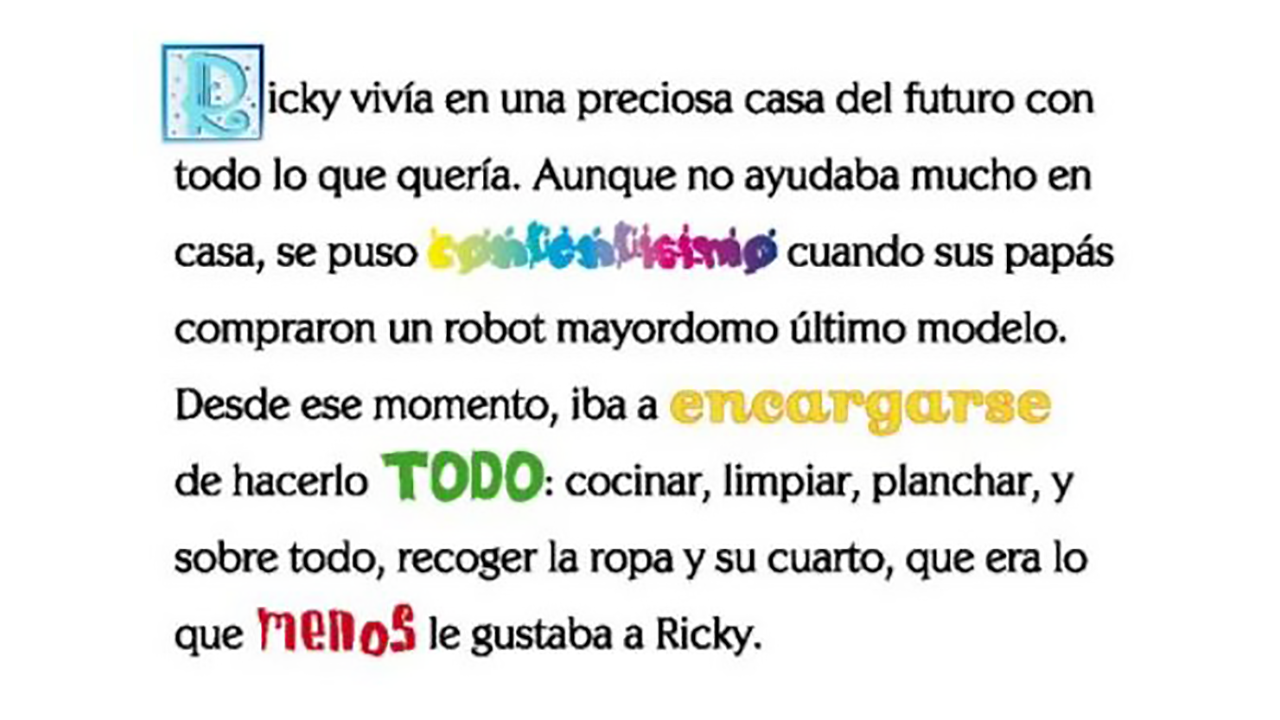 Ricky vivía en una preciosa casa del futuro con
todo lo que quería. Aunque no ayudaba mucho en
casa, se puso contentísimo cuando sus papás
compraron un robot mayordomo último modelo.
Desde ese momento, iba a encargarse
de hacerlo TODO: cocinar, limpiar, planchar, y
sobre todo, recoger la ropa y su cuarto, que era lo
que menos le gustaba a Ricky.